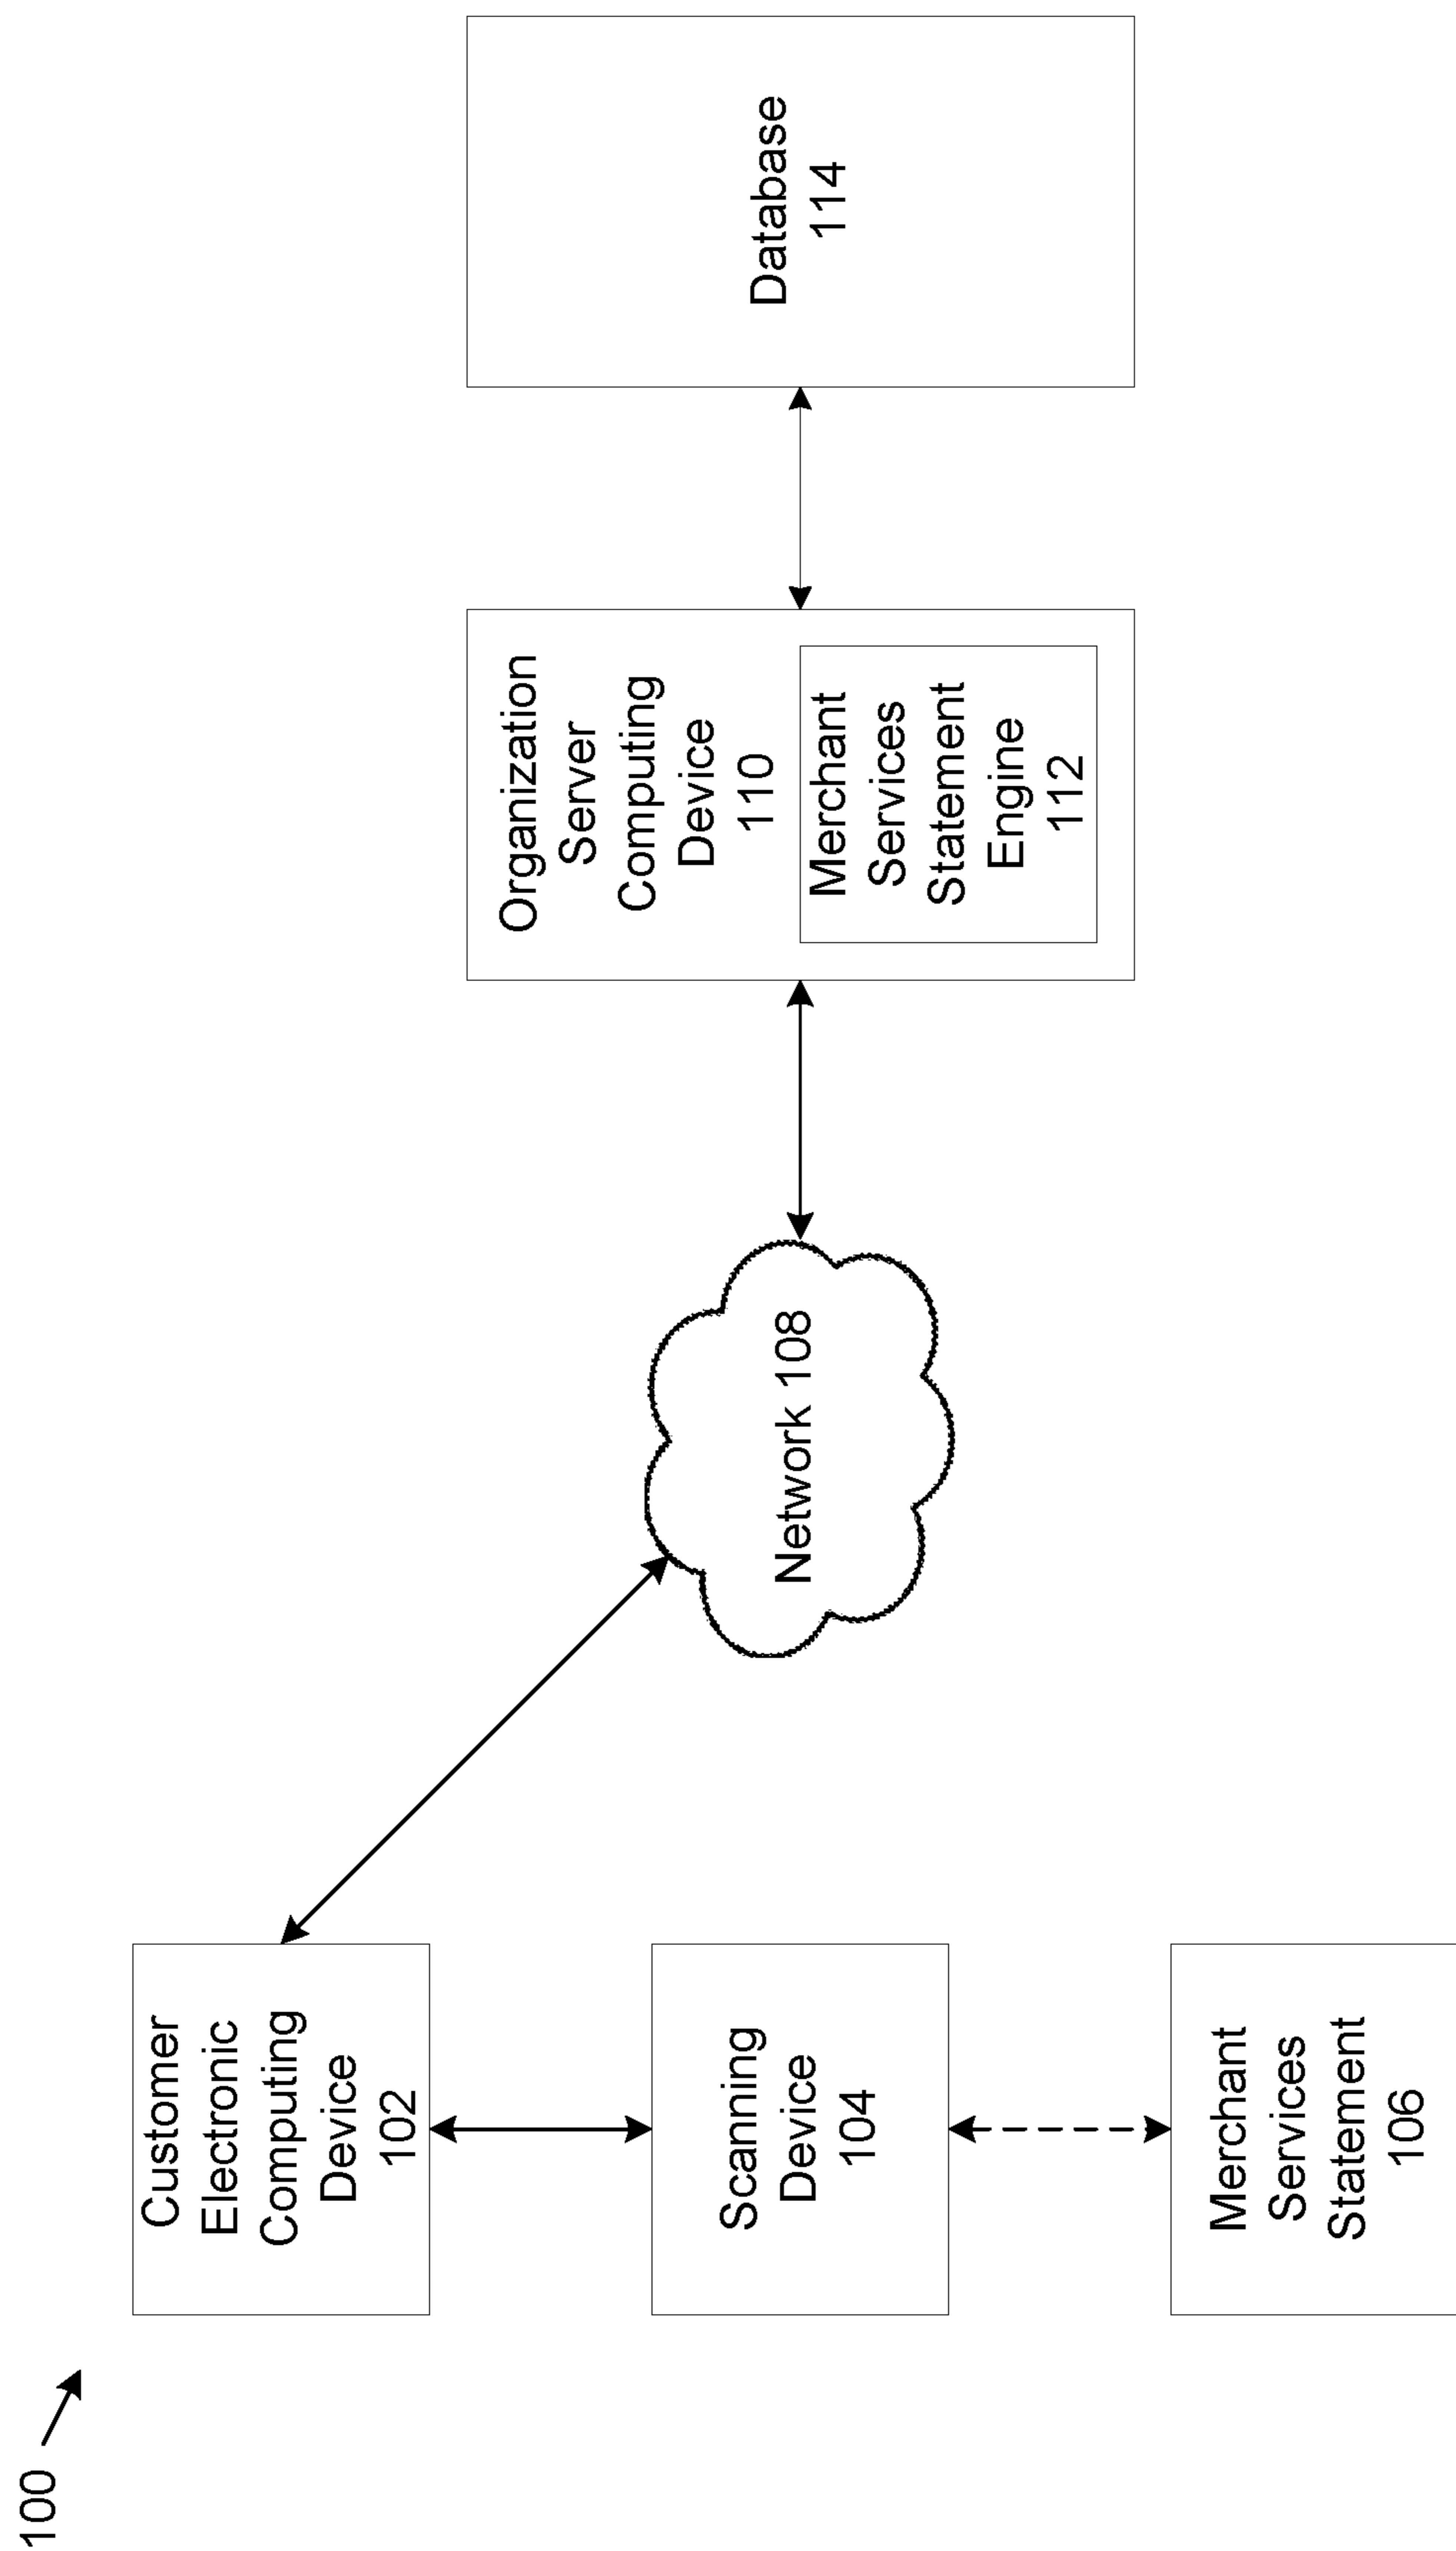 100
Customer
Electronic
Computing
Device
102
Scanning
Device
104
Merchant
Services
Statement
106
Network 108
Organization
Server
Computing
Device
110
Merchant
Services
Statement
Engine
112
Database
114